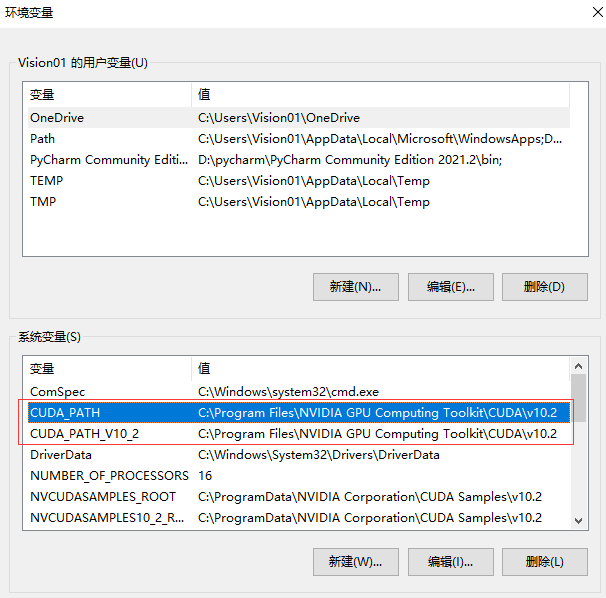 环境变量
Vision01 的用户变量(U)
变量 值
OneDrive C:\Users\Vision01\OneDrive
Path C:\Users\Vision01\AppData\Local\Microsoft\WindowsApps;D...
PyCharm Community Editi... D:\pycharm\PyCharm Community Edition 2021.2\bin;
TEMP C:\Users\Vision01\AppData\Local\Temp
TMP C:\Users\Vision01\AppData\Local\Temp
新建(N)... 编辑(E)... 删除(D)
系统变量(S)
变量 值
ComSpec C:\Windows\system32\cmd.exe
CUDA_PATH C:\Program Files\NVIDIA GPU Computing Toolkit\CUDA\v10.2
CUDA_PATH_V10_2 C:\Program Files\NVIDIA GPU Computing Toolkit\CUDA\v10.2
DriverData C:\Windows\System32\Drivers\DriverData
NUMBER_OF_PROCESSORS 16
NVCUDASAMPLES_ROOT C:\ProgramData\NVIDIA Corporation\CUDA Samples\v10.2
NVCUDASAMPLES10_2_R... C:\ProgramData\NVIDIA Corporation\CUDA Samples\v10.2
新建(W)... 编辑(I)... 删除(L)